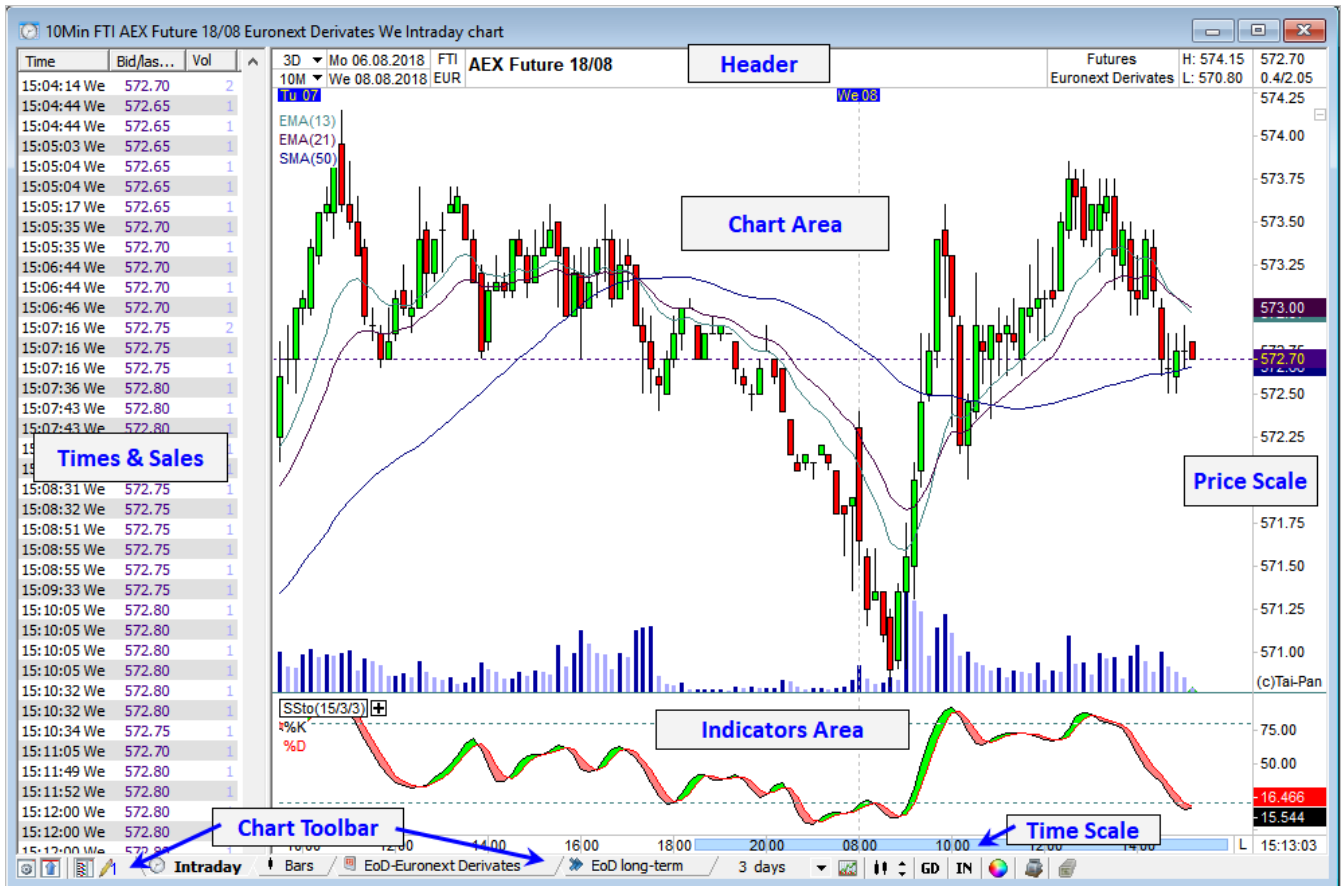 10Min FTI AEX Future 18/08 Euronext Derivates We Intraday chart
Time Bid/las... Vol
15:04:14 We 572.70 2
15:04:44 We 572.65 1
15:04:44 We 572.65 1
15:05:03 We 572.65 1
15:05:04 We 572.65 1
15:05:04 We 572.65 1
15:05:17 We 572.65 1
15:05:35 We 572.70 1
15:05:35 We 572.70 1
15:06:44 We 572.70 1
15:06:44 We 572.70 1
15:06:46 We 572.70 1
15:07:16 We 572.75 2
15:07:16 We 572.75 1
15:07:16 We 572.75 1
15:07:36 We 572.80 1
15:07:43 We 572.80 1
15:07:43 We 572.80 1
Times & Sales
15:08:31 We 572.75 1
15:08:32 We 572.75 1
15:08:51 We 572.75 1
15:08:55 We 572.75 1
15:08:55 We 572.75 1
15:09:33 We 572.75 1
15:10:05 We 572.80 1
15:10:05 We 572.80 1
15:10:05 We 572.80 1
15:10:05 We 572.80 1
15:10:32 We 572.80 1
15:10:32 We 572.80 1
15:10:34 We 572.75 1
15:11:05 We 572.70 1
15:11:49 We 572.80 1
15:11:52 We 572.80 1
15:12:00 We 572.80
15:12:00 We 572.80
15:12:00 We
3D Mo 06.08.2018 FTI AEX Future 18/08
10M We 08.08.2018 EUR
Header
Futures H: 574.15 572.70
Euronext Derivates L: 570.80 0.4/2.05
Tu 07 We 08
EMA(13)
EMA(21)
SMA(50)
Chart Area
574.25
574.00
573.75
573.50
573.25
573.00
572.70
572.50
572.25
Price Scale
571.75
571.50
571.25
571.00
(c)Tai-Pan
SSto(15/3/3)
%K
%D
Indicators Area
75.00
50.00
16.466
15.544
Chart Toolbar
Time Scale
14:00 16:00 18:00 20:00 08:00 10:00 12:00 14:00 L 15:13:03
Intraday Bars EoD-Euronext Derivates EoD long-term 3 days GD IN